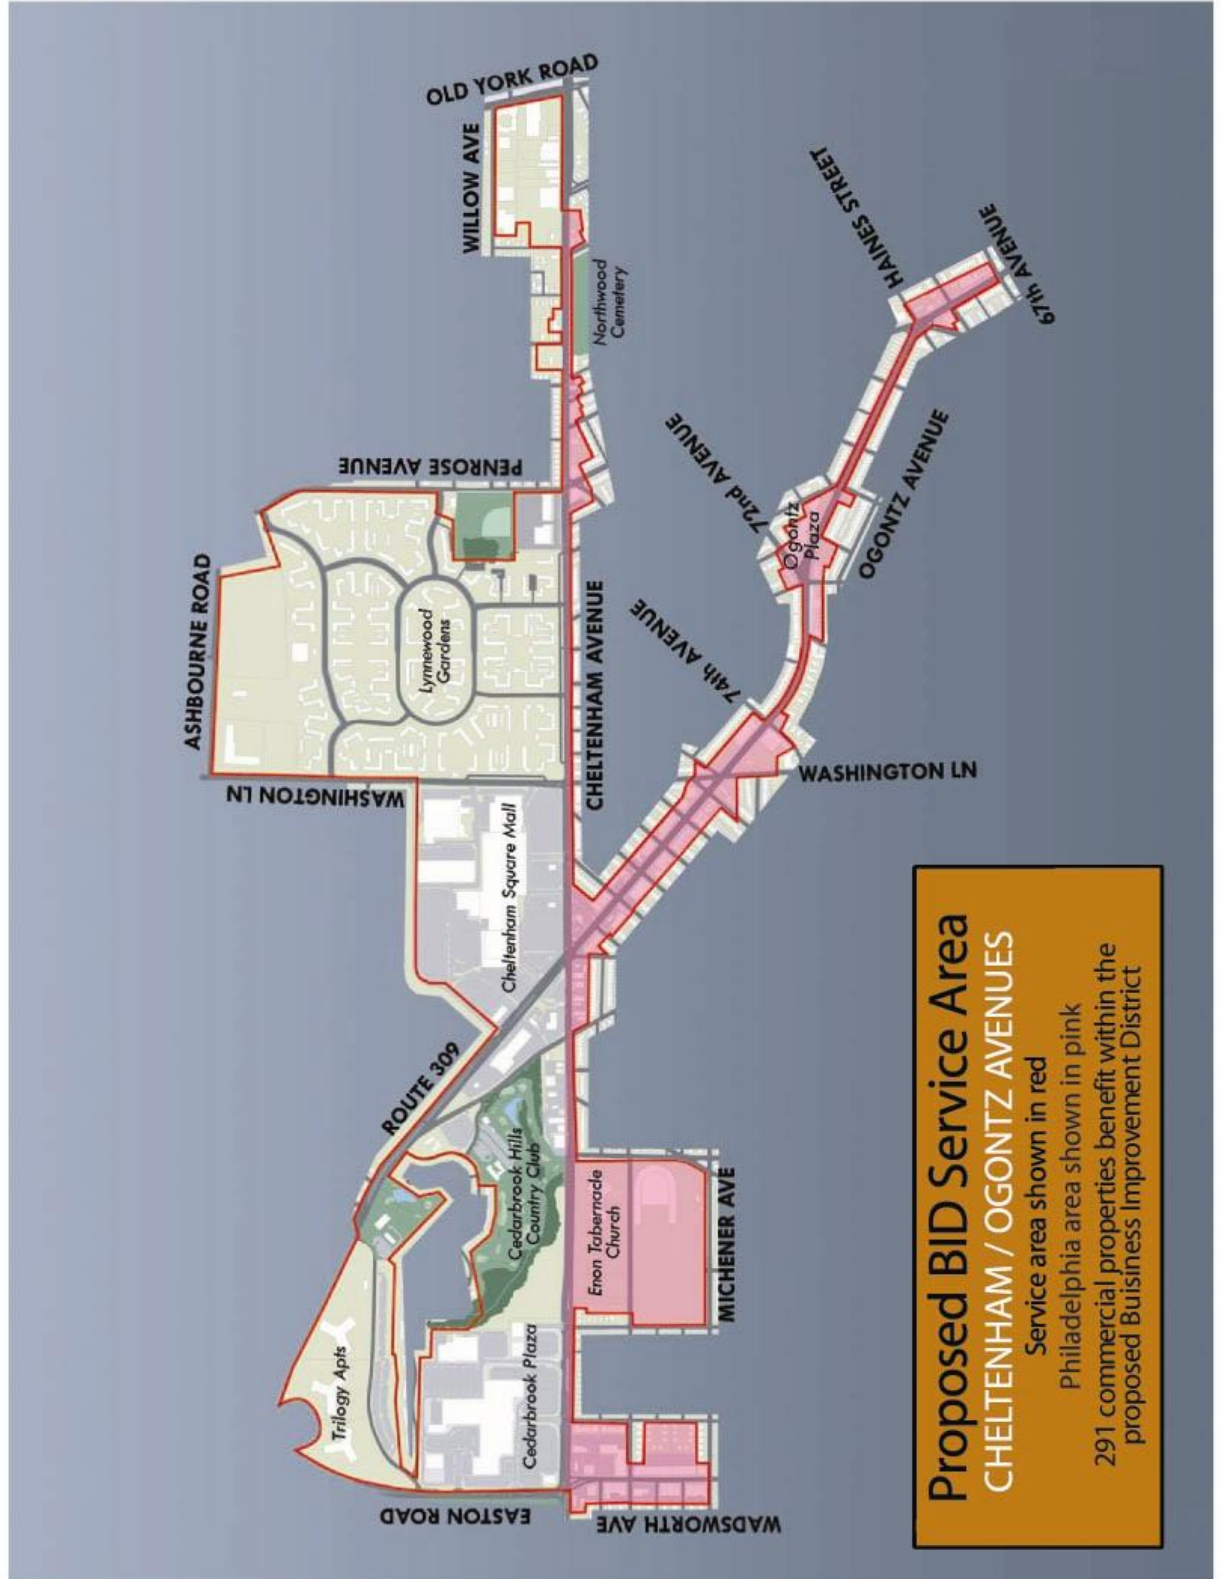 OLD YORK ROAD
WILLOW AVE
Northwood
Cemetery
HAINES STREET
67th AVENUE
PENROSE AVENUE
72nd AVENUE
Ogontz
Plaza
OGONTZ AVENUE
ASHBOURNE ROAD
Lynnewood
Gardens
CHELTENHAM AVENUE
74th AVENUE
WASHINGTON LN
WASHINGTON LN
Cheltenham Square Mall
ROUTE 309
Cedarbrook Hills
Country Club
Enon Tabernacle
Church
MICHENER AVE
Trilogy Apts
Cedarbrook Plaza
EASTON ROAD
WADSWORTH AVE
Proposed BID Service Area
CHELTENHAM / OGONTZ AVENUES
Service area shown in red
Philadelphia area shown in pink
291 commercial properties benefit within the
proposed Buisiness Improvement District